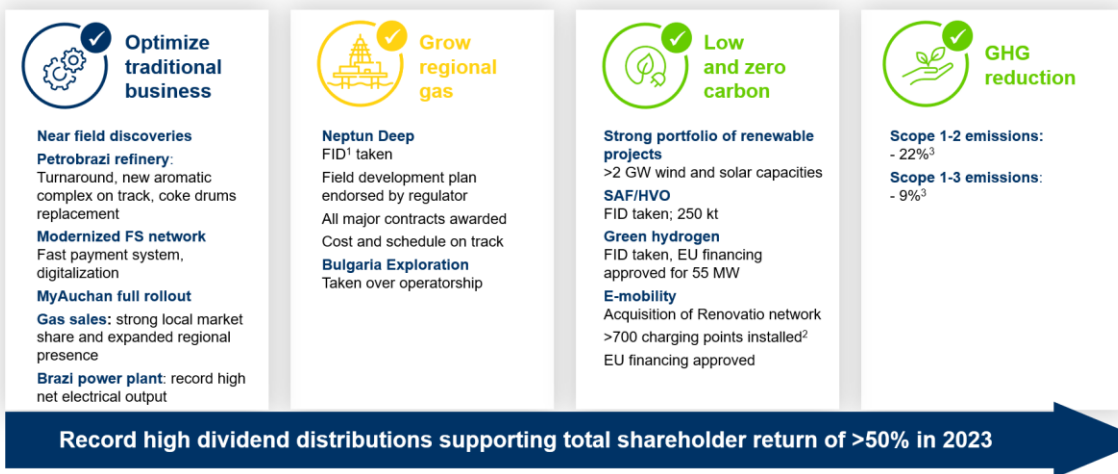 Optimize
traditional
business
Near field discoveries
Petrobrazi refinery:
Turnaround, new aromatic
complex on track, coke drums
replacement
Modernized FS network
Fast payment system,
digitalization
MyAuchan full rollout
Gas sales: strong local market
share and expanded regional
presence
Brazi power plant: record high
net electrical output
Grow
regional
gas
Neptun Deep
FID¹ taken
Field development plan
endorsed by regulator
All major contracts awarded
Cost and schedule on track
Bulgaria Exploration
Taken over operatorship
Low
and zero
carbon
Strong portfolio of renewable
projects
>2 GW wind and solar capacities
SAF/HVO
FID taken; 250 kt
Green hydrogen
FID taken, EU financing
approved for 55 MW
E-mobility
Acquisition of Renovatio network
>700 charging points installed²
EU financing approved
GHG
reduction
Scope 1-2 emissions:
- 22%³
Scope 1-3 emissions:
- 9%³
Record high dividend distributions supporting total shareholder return of >50% in 2023